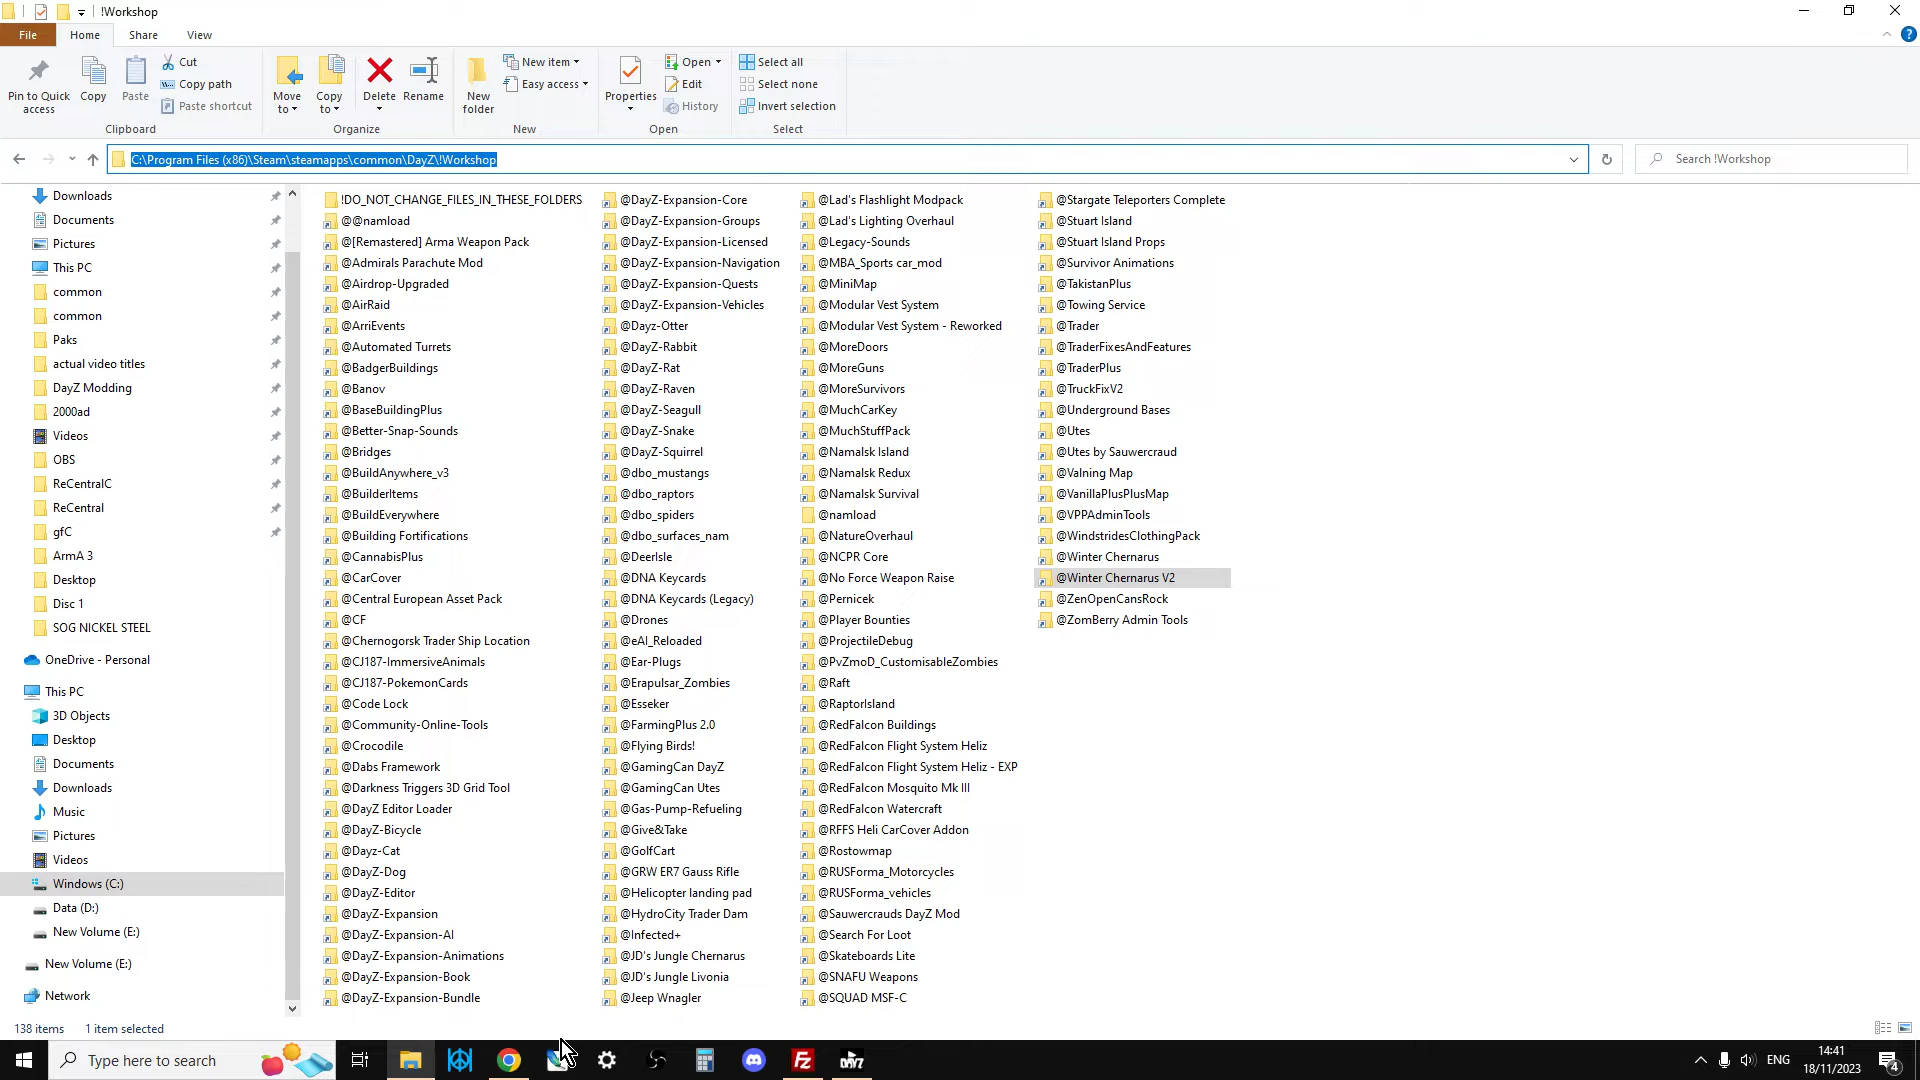 !Workshop
File
Home
Share
View
Pin to Quick access
Copy
Paste
Cut
Copy path
Paste shortcut
Clipboard
Move to
Copy to
Delete
Rename
Organize
New folder
New item
Easy access
New
Properties
Open
Edit
History
Open
Select all
Select none
Invert selection
Select
C:\Program Files (x86)\Steam\steamapps\common\DayZ\!Workshop
Search !Workshop
Downloads
Documents
Pictures
This PC
common
common
Paks
actual video titles
DayZ Modding
2000ad
Videos
OBS
ReCentralC
ReCentral
gfC
ArmA 3
Desktop
Disc 1
SOG NICKEL STEEL
OneDrive - Personal
This PC
3D Objects
Desktop
Documents
Downloads
Music
Pictures
Videos
Windows (C:)
Data (D:)
New Volume (E:)
New Volume (E:)
Network
!DO_NOT_CHANGE_FILES_IN_THESE_FOLDERS
@@namload
@[Remastered] Arma Weapon Pack
@Admirals Parachute Mod
@Airdrop-Upgraded
@AirRaid
@ArriEvents
@Automated Turrets
@BadgerBuildings
@Banov
@BaseBuildingPlus
@Better-Snap-Sounds
@Bridges
@BuildAnywhere_v3
@BuilderItems
@BuildEverywhere
@Building Fortifications
@CannabisPlus
@CarCover
@Central European Asset Pack
@CF
@Chernogorsk Trader Ship Location
@CJ187-ImmersiveAnimals
@CJ187-PokemonCards
@Code Lock
@Community-Online-Tools
@Crocodile
@Dabs Framework
@Darkness Triggers 3D Grid Tool
@DayZ Editor Loader
@DayZ-Bicycle
@Dayz-Cat
@DayZ-Dog
@DayZ-Editor
@DayZ-Expansion
@DayZ-Expansion-AI
@DayZ-Expansion-Animations
@DayZ-Expansion-Book
@DayZ-Expansion-Bundle
@DayZ-Expansion-Core
@DayZ-Expansion-Groups
@DayZ-Expansion-Licensed
@DayZ-Expansion-Navigation
@DayZ-Expansion-Quests
@DayZ-Expansion-Vehicles
@Dayz-Otter
@DayZ-Rabbit
@DayZ-Rat
@DayZ-Raven
@DayZ-Seagull
@DayZ-Snake
@DayZ-Squirrel
@dbo_mustangs
@dbo_raptors
@dbo_spiders
@dbo_surfaces_nam
@DeerIsle
@DNA Keycards
@DNA Keycards (Legacy)
@Drones
@eAI_Reloaded
@Ear-Plugs
@Erapulsar_Zombies
@Esseker
@FarmingPlus 2.0
@Flying Birds!
@GamingCan DayZ
@GamingCan Utes
@Gas-Pump-Refueling
@Give&Take
@GolfCart
@GRW ER7 Gauss Rifle
@Helicopter landing pad
@HydroCity Trader Dam
@Infected+
@JD's Jungle Chernarus
@JD's Jungle Livonia
@Jeep Wnagler
@Lad's Flashlight Modpack
@Lad's Lighting Overhaul
@Legacy-Sounds
@MBA_Sports car_mod
@MiniMap
@Modular Vest System
@Modular Vest System - Reworked
@MoreDoors
@MoreGuns
@MoreSurvivors
@MuchCarKey
@MuchStuffPack
@Namalsk Island
@Namalsk Redux
@Namalsk Survival
@namload
@NatureOverhaul
@NCPR Core
@No Force Weapon Raise
@Pernicek
@Player Bounties
@ProjectileDebug
@PvZmoD_CustomisableZombies
@Raft
@RaptorIsland
@RedFalcon Buildings
@RedFalcon Flight System Heliz
@RedFalcon Flight System Heliz - EXP
@RedFalcon Mosquito Mk III
@RedFalcon Watercraft
@RFFS Heli CarCover Addon
@Rostowmap
@RUSForma_Motorcycles
@RUSForma_vehicles
@Sauwercrauds DayZ Mod
@Search For Loot
@Skateboards Lite
@SNAFU Weapons
@SQUAD MSF-C
@Stargate Teleporters Complete
@Stuart Island
@Stuart Island Props
@Survivor Animations
@TakistanPlus
@Towing Service
@Trader
@TraderFixesAndFeatures
@TraderPlus
@TruckFixV2
@Underground Bases
@Utes
@Utes by Sauwercraud
@Valning Map
@VanillaPlusPlusMap
@VPPAdminTools
@WindstridesClothingPack
@Winter Chernarus
@Winter Chernarus V2
@ZenOpenCansRock
@ZomBerry Admin Tools
138 items
1 item selected
Type here to search
FZ
DAYZ
ENG
14:41
18/11/2023
4